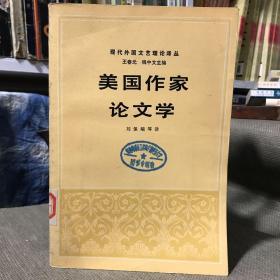 现代外国文艺理论译丛
王春元 钱中文主编
美国作家
论文学
刘保端等译